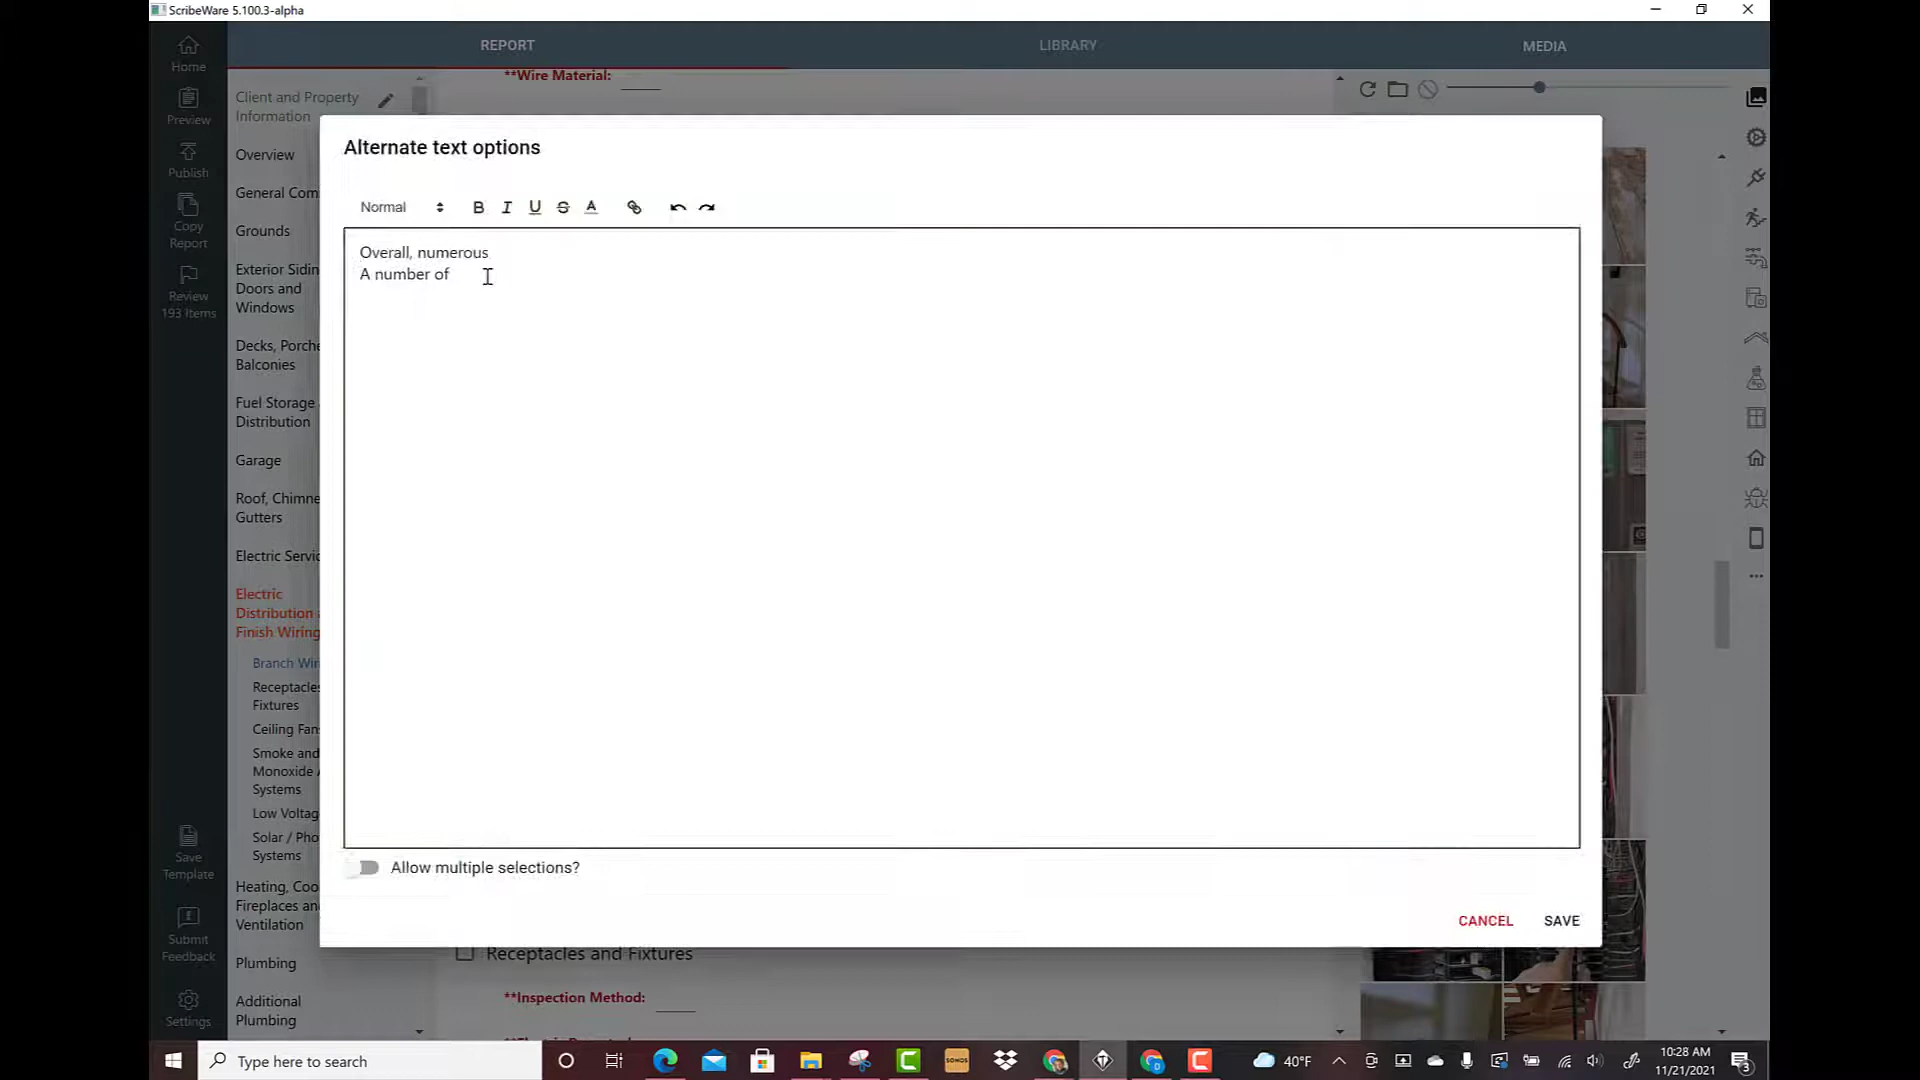 ScribeWare 5.100.3-alpha
REPORT
LIBRARY
MEDIA
Home
Preview
Publish
Copy
Report
Review
193 Items
Save
Template
Submit
Feedback
Settings
Client and Property
Information
Overview
General Com
Grounds
Exterior Sidin
Doors and
Windows
Decks, Porche
Balconies
Fuel Storage
Distribution
Garage
Roof, Chimne
Gutters
Electric Servic
Electric
Distribution a
Finish Wiring
Branch Wir
Receptacles
Fixtures
Ceiling Fan
Smoke and
Monoxide A
Systems
Low Voltag
Solar / Pho
Systems
Heating, Coo
Fireplaces an
Ventilation
Plumbing
Additional
Plumbing
**Wire Material: ____
Alternate text options
Normal
B I U S A
Overall, numerous
A number of
Allow multiple selections?
CANCEL
SAVE
Receptacles and Fixtures
**Inspection Method: ____
Type here to search
SONOS
40°F
10:28 AM
11/21/2021
3